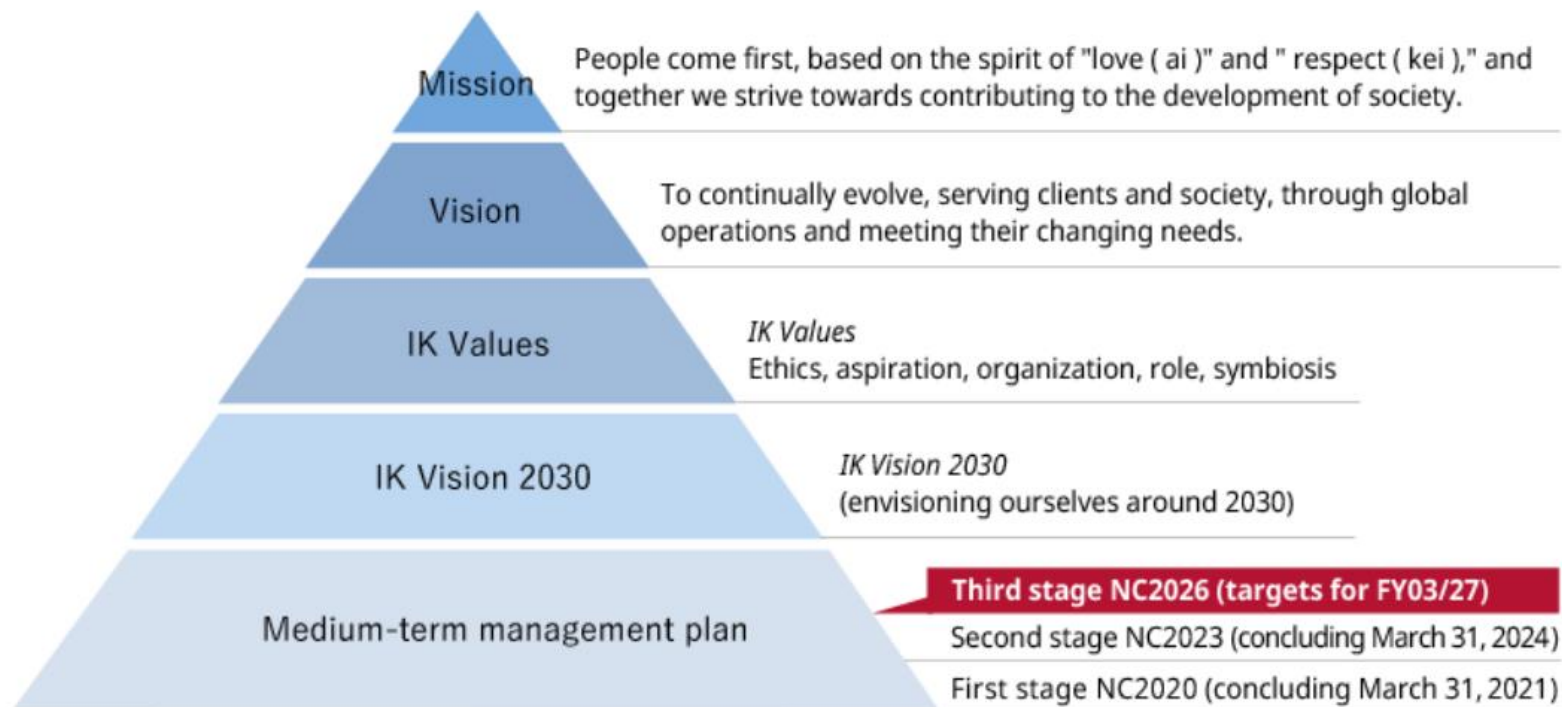 Mission
People come first, based on the spirit of "love ( ai )" and " respect ( kei )," and
together we strive towards contributing to the development of society.
Vision
To continually evolve, serving clients and society, through global
operations and meeting their changing needs.
IK Values
IK Values
Ethics, aspiration, organization, role, symbiosis
IK Vision 2030
IK Vision 2030
(envisioning ourselves around 2030)
Medium-term management plan
Third stage NC2026 (targets for FY03/27)
Second stage NC2023 (concluding March 31, 2024)
First stage NC2020 (concluding March 31, 2021)